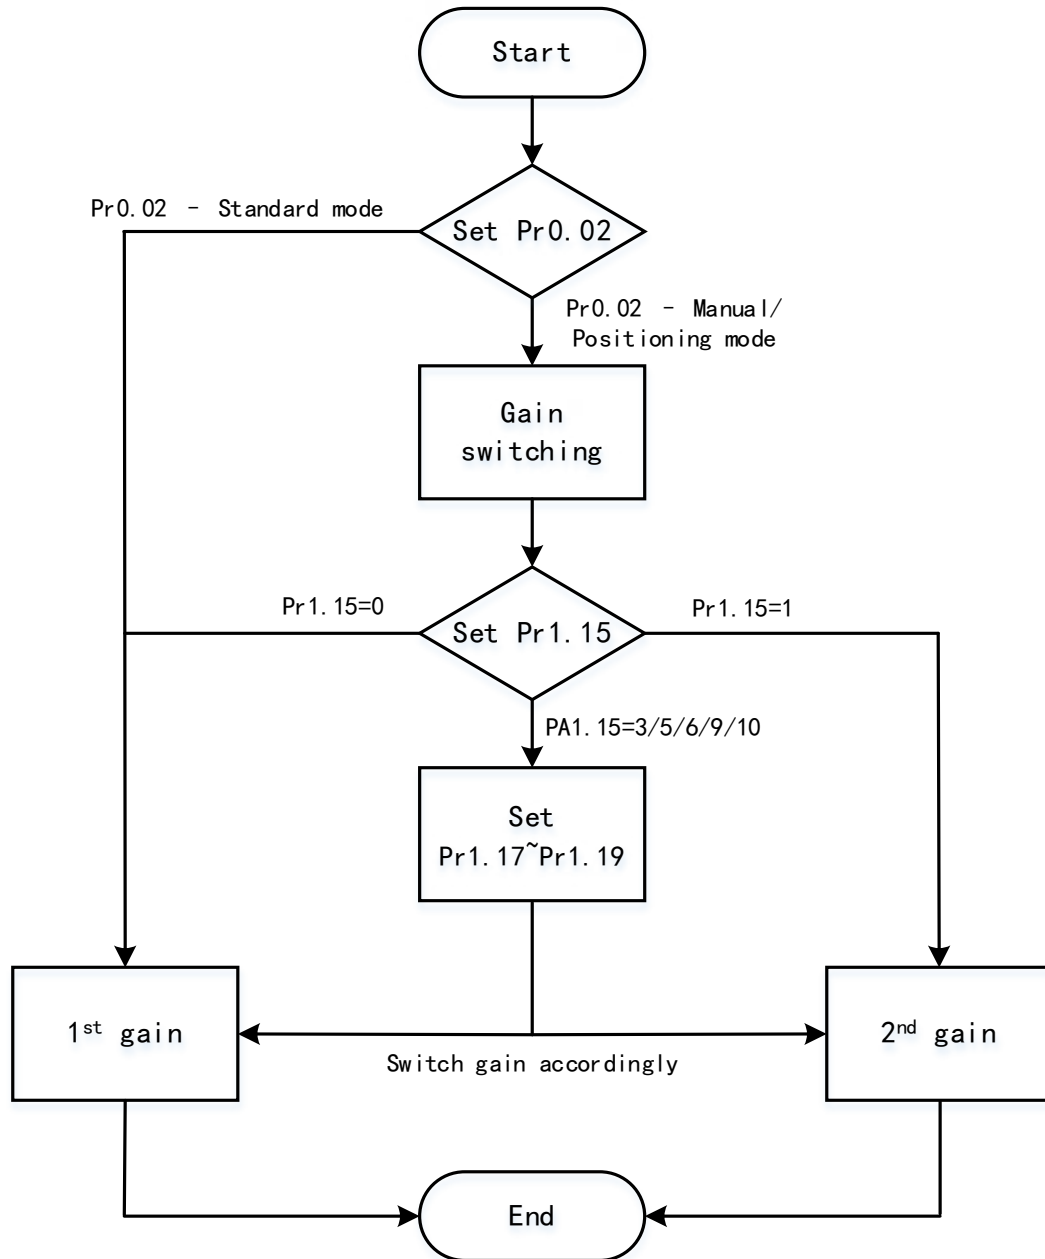 Start
Pr0.02 - Standard mode
Set Pr0.02
Pr0.02 - Manual/
Positioning mode
Gain
switching
Pr1.15=0
Set Pr1.15
Pr1.15=1
PA1.15=3/5/6/9/10
Set
Pr1.17~Pr1.19
1st gain
2nd gain
Switch gain accordingly
End